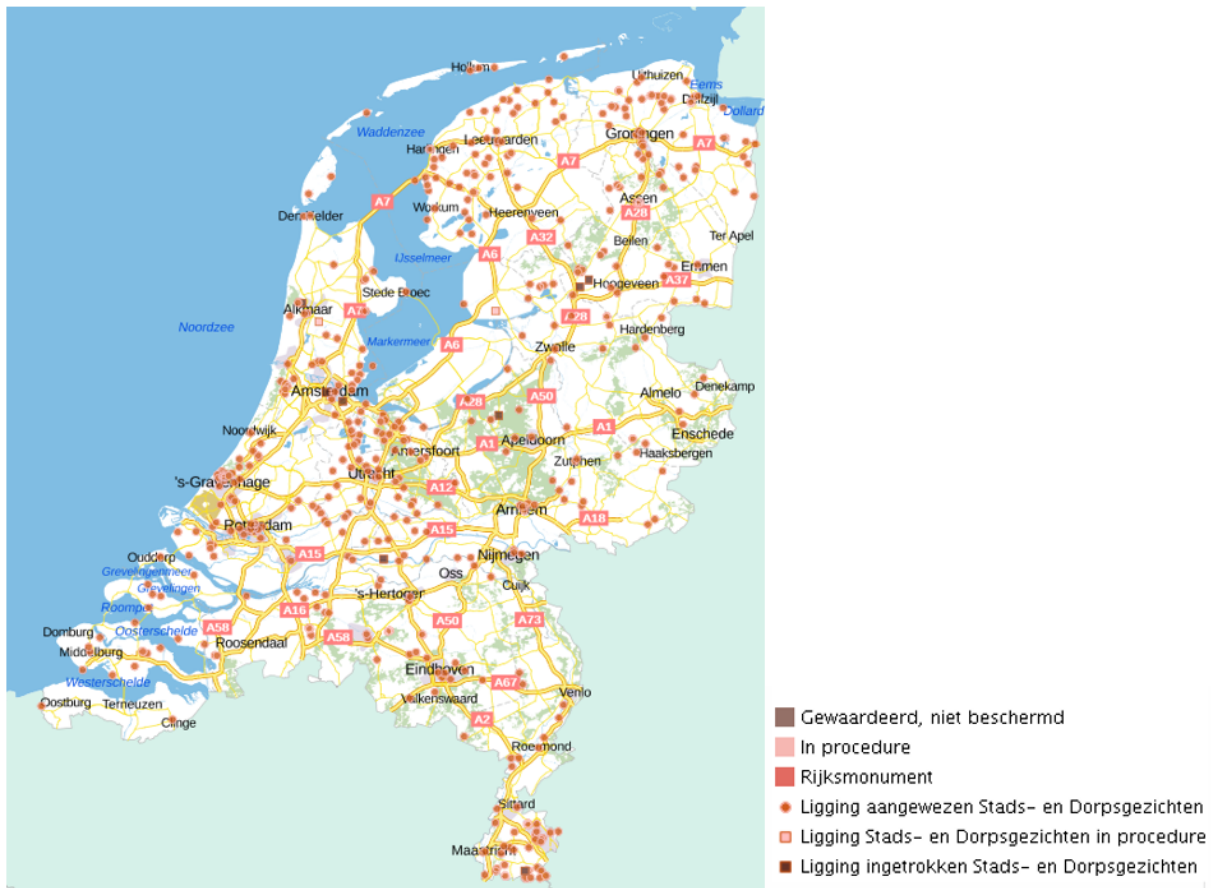 Hollum
Uithuizen
Eems
Delfzijl
Dollard
Waddenzee
Leeuwarden
Groningen
Harlingen
A7
A7
A7
Assen
Workum
Heerenveen
A28
Den Helder
A32
Beilen
Ter Apel
A6
IJsselmeer
Emmen
A37
Hoogeveen
Stede Broec
Alkmaar
A7
A28
Noordzee
Hardenberg
Markermeer
A6
Zwolle
Almelo
Denekamp
Amsterdam
A28
A50
A1
Noordwijk
Enschede
A1
Apeldoorn
Amersfoort
Haaksbergen
Zutphen
Utrecht
's-Gravenhage
A12
Arnhem
A18
Rotterdam
A15
A15
Ouddorp
Nijmegen
Grevelingenmeer
Oss
Grevelingen
Cuijk
's-Hertogen
Roompot
A16
A50
A73
Domburg
Oosterschelde
A58
A58
Roosendaal
Middelburg
Eindhoven
Westerschelde
A67
Venlo
Oostburg
Terneuzen
Valkenswaard
Clinge
A2
Roermond
Sittard
Maastricht
Gewaardeerd, niet beschermd
In procedure
Rijksmonument
Ligging aangewezen Stads- en Dorpsgezichten
Ligging Stads- en Dorpsgezichten in procedure
Ligging ingetrokken Stads- en Dorpsgezichten